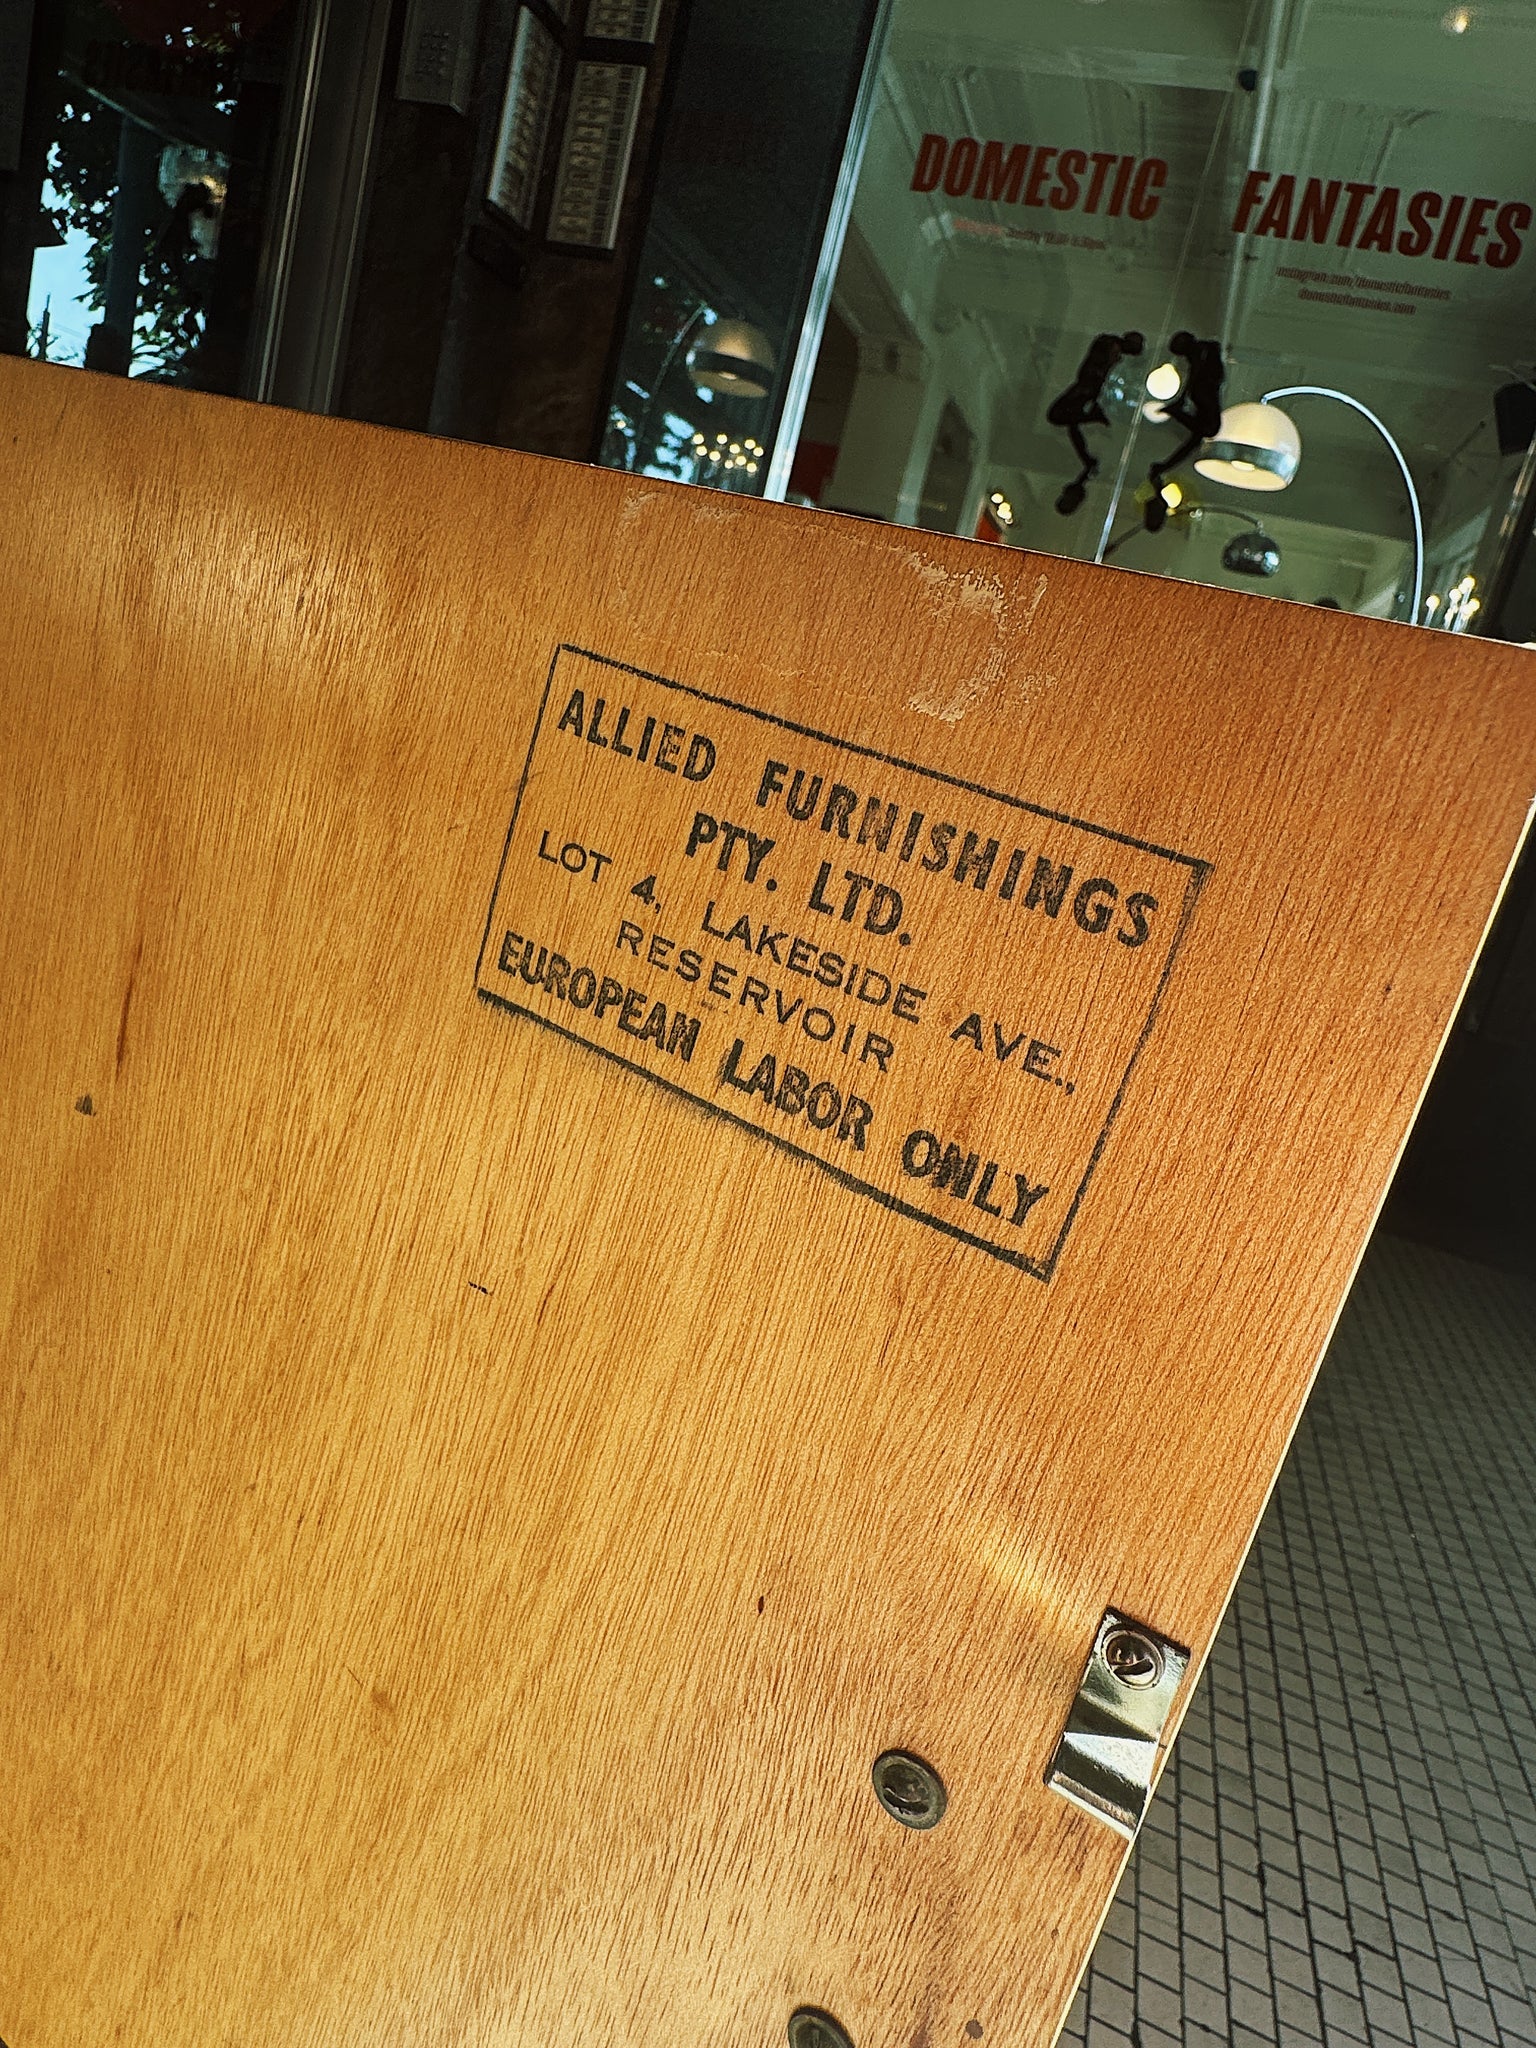 DOMESTIC FANTASIES
ALLIED FURNISHINGS
PTY. LTD.
LOT 4, LAKESIDE AVE.,
RESERVOIR
EUROPEAN LABOR ONLY